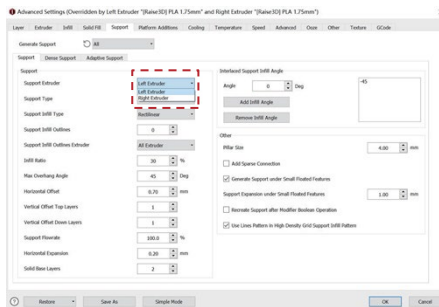 Advanced Settings (Overridden by Left Extruder "[Raise3D] PLA 1.75mm" and Right Extruder "[Raise3D] PLA 1.75mm")
Layer Extruder Infill Solid Fill Support Platform Additions Cooling Temperature Speed Advanced Ooze Other Texture GCode
Generate Support All
Support Dense Support Adaptive Support
Support
Support Extruder Left Extruder
Left Extruder
Right Extruder
Support Type
Support Infill Type Rectilinear
Support Infill Outlines 0
Support Infill Outlines Extruder All Extruder
Infill Ratio 30 %
Max Overhang Angle 45 Deg
Horizontal Offset 0.70 mm
Vertical Offset Top Layers 1
Vertical Offset Down Layers 1
Support Flowrate 100.0 %
Horizontal Expansion 0.20 mm
Solid Base Layers 2
Interlaced Support Infill Angle
Angle 0 Deg
-45
Add Infill Angle
Remove Infill Angle
Other
Pillar Size 4.00 mm
Add Sparse Connection
Generate Support under Small Floated Features
Support Expansion under Small Floated Features 1.00 mm
Recreate Support after Modifier Boolean Operation
Use Lines Pattern in High Density Grid Support Infill Pattern
? Restore Save As Simple Mode OK Cancel